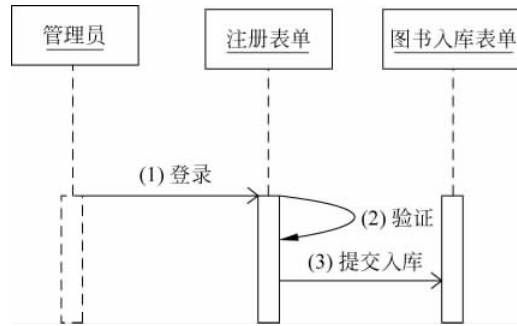 管理员
注册表单
图书入库表单
(1) 登录
(2) 验证
(3) 提交入库